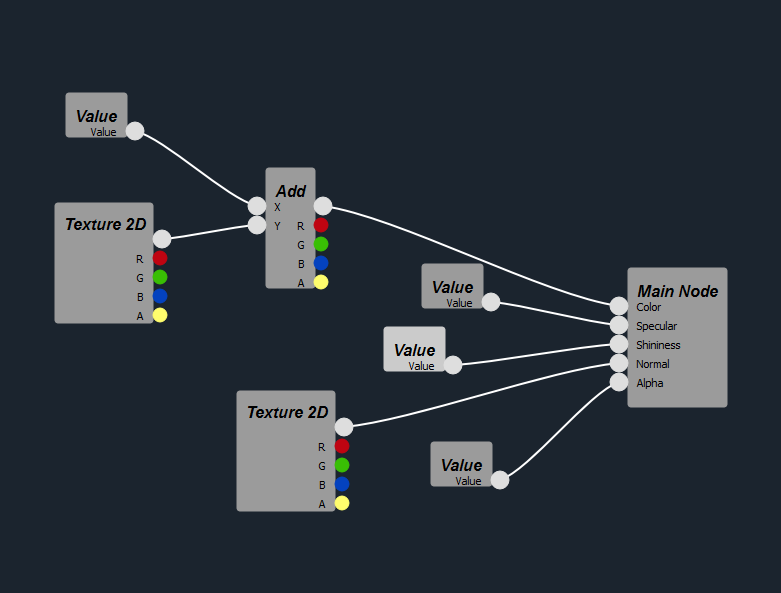 Value
Value
Texture 2D
R
G
B
A
Add
X
Y R
G
B
A
Value
Value
Value
Value
Main Node
Color
Specular
Shininess
Normal
Alpha
Texture 2D
R
G
B
A
Value
Value